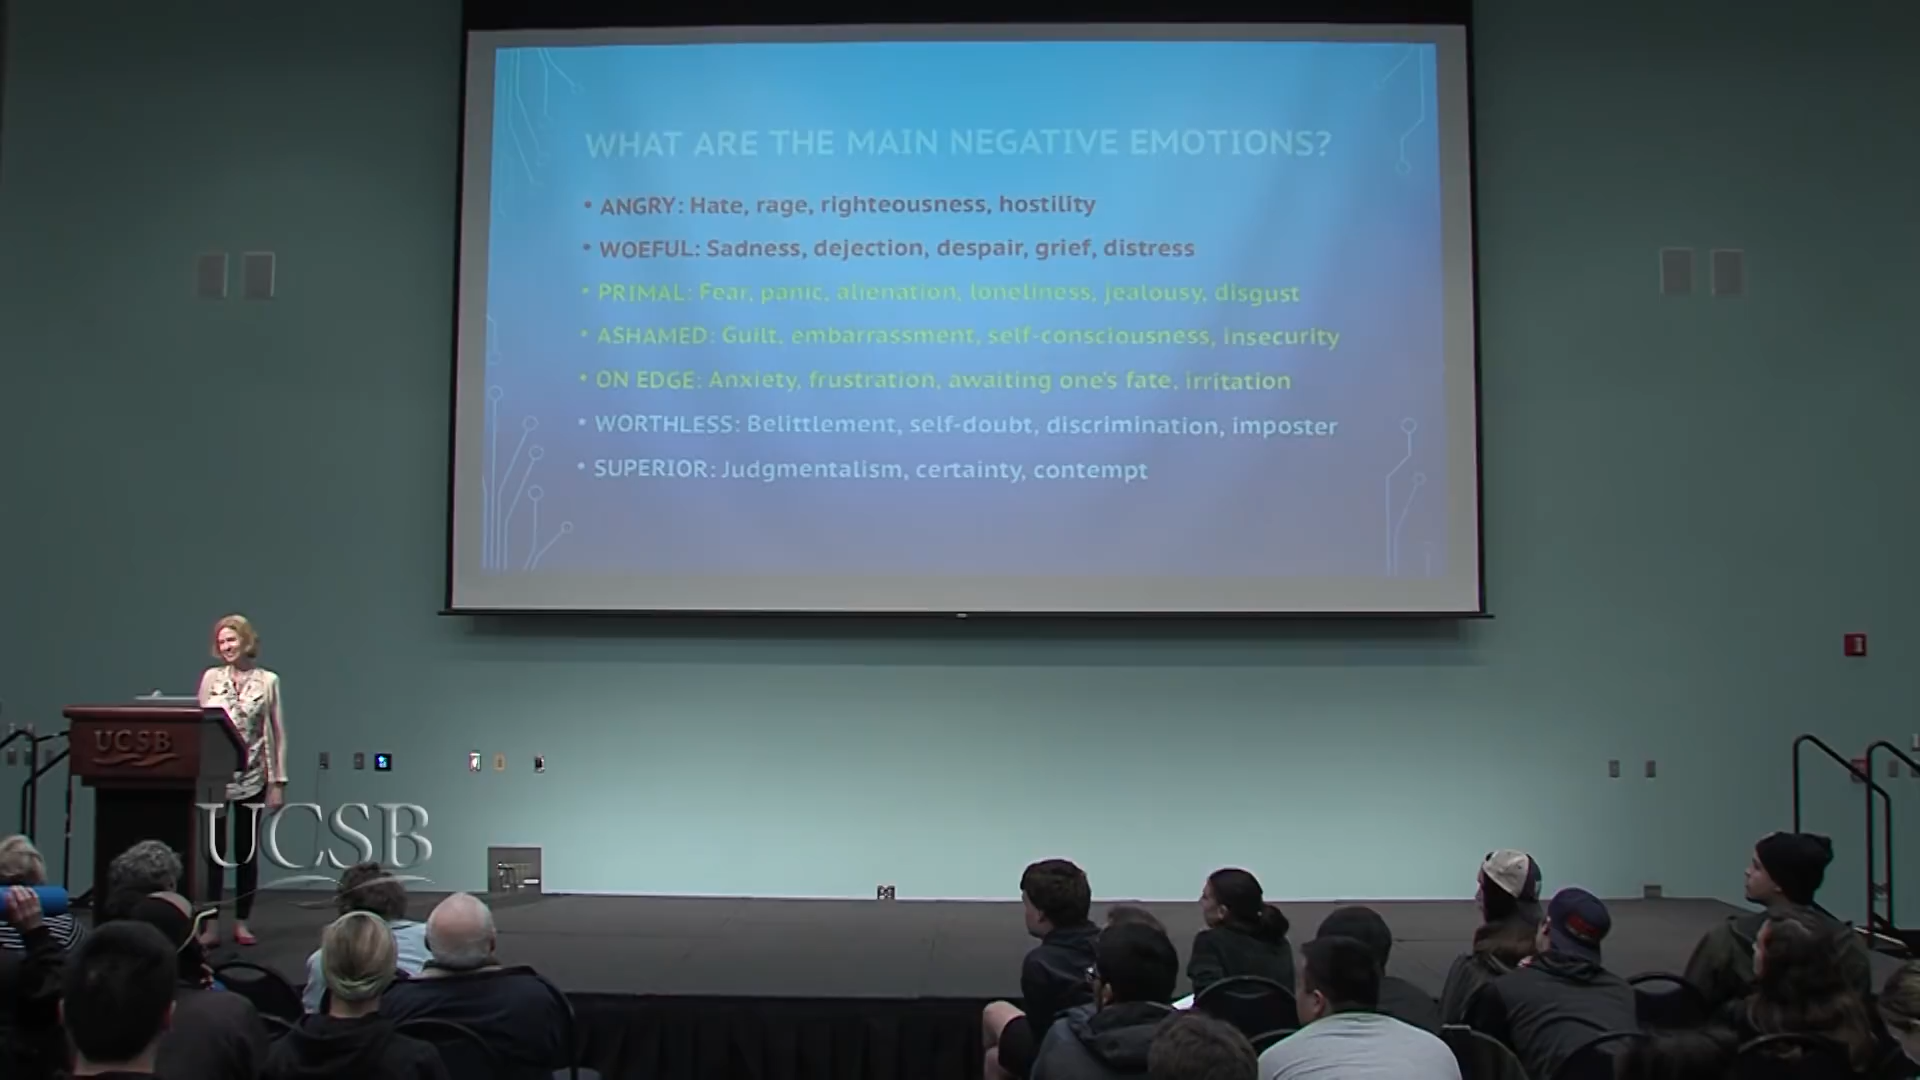 WHAT ARE THE MAIN NEGATIVE EMOTIONS?
• ANGRY: Hate, rage, righteousness, hostility
• WOEFUL: Sadness, dejection, despair, grief, distress
• PRIMAL: Fear, panic, alienation, loneliness, jealousy, disgust
• ASHAMED: Guilt, embarrassment, self-consciousness, insecurity
• ON EDGE: Anxiety, frustration, awaiting one's fate, irritation
• WORTHLESS: Belittlement, self-doubt, discrimination, imposter
• SUPERIOR: Judgmentalism, certainty, contempt
UCSB
UCSB